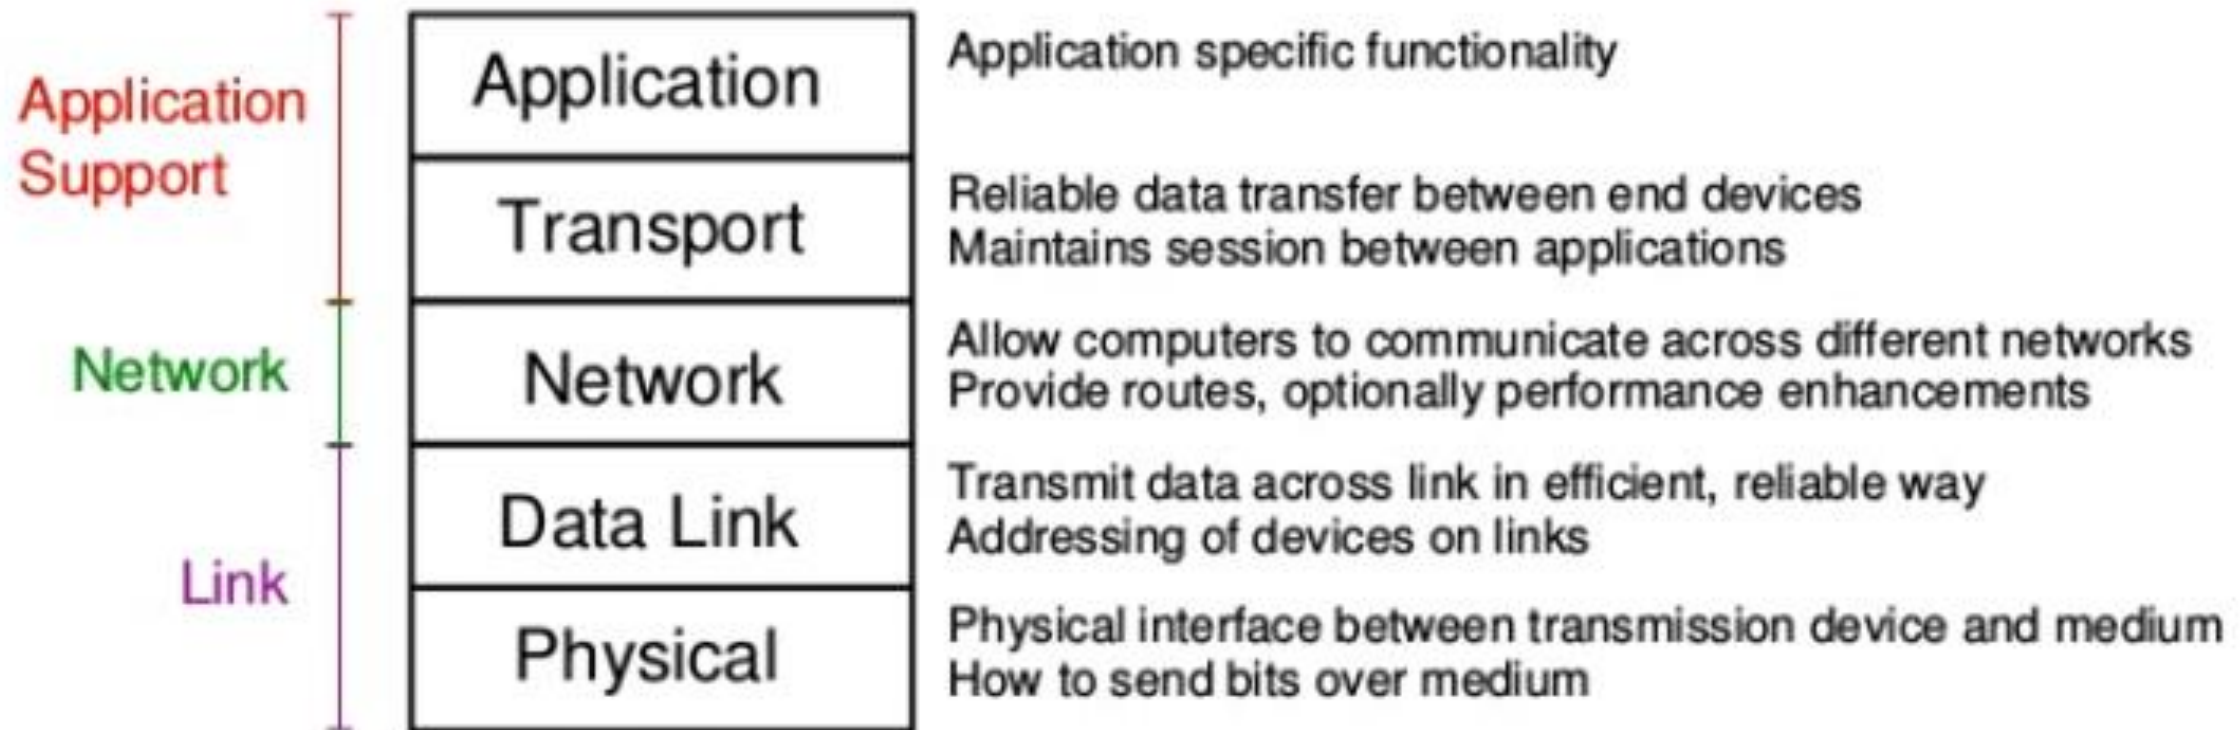 Application
Support
Network
Link
Application
Transport
Network
Data Link
Physical
Application specific functionality
Reliable data transfer between end devices
Maintains session between applications
Allow computers to communicate across different networks
Provide routes, optionally performance enhancements
Transmit data across link in efficient, reliable way
Addressing of devices on links
Physical interface between transmission device and medium
How to send bits over medium